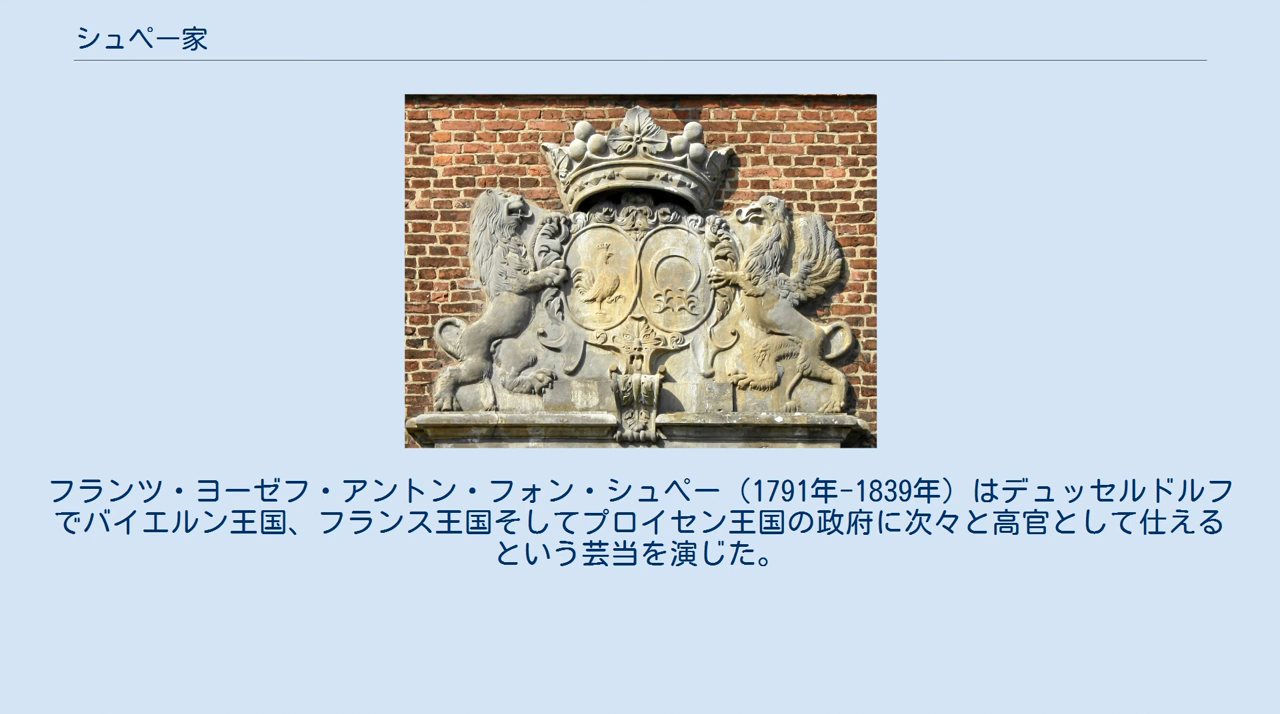 シュペー家
フランツ・ヨーゼフ・アントン・フォン・シュペー（1791年-1839年）はデュッセルドルフ
でバイエルン王国、フランス王国そしてプロイセン王国の政府に次々と高官として仕える
という芸当を演じた。